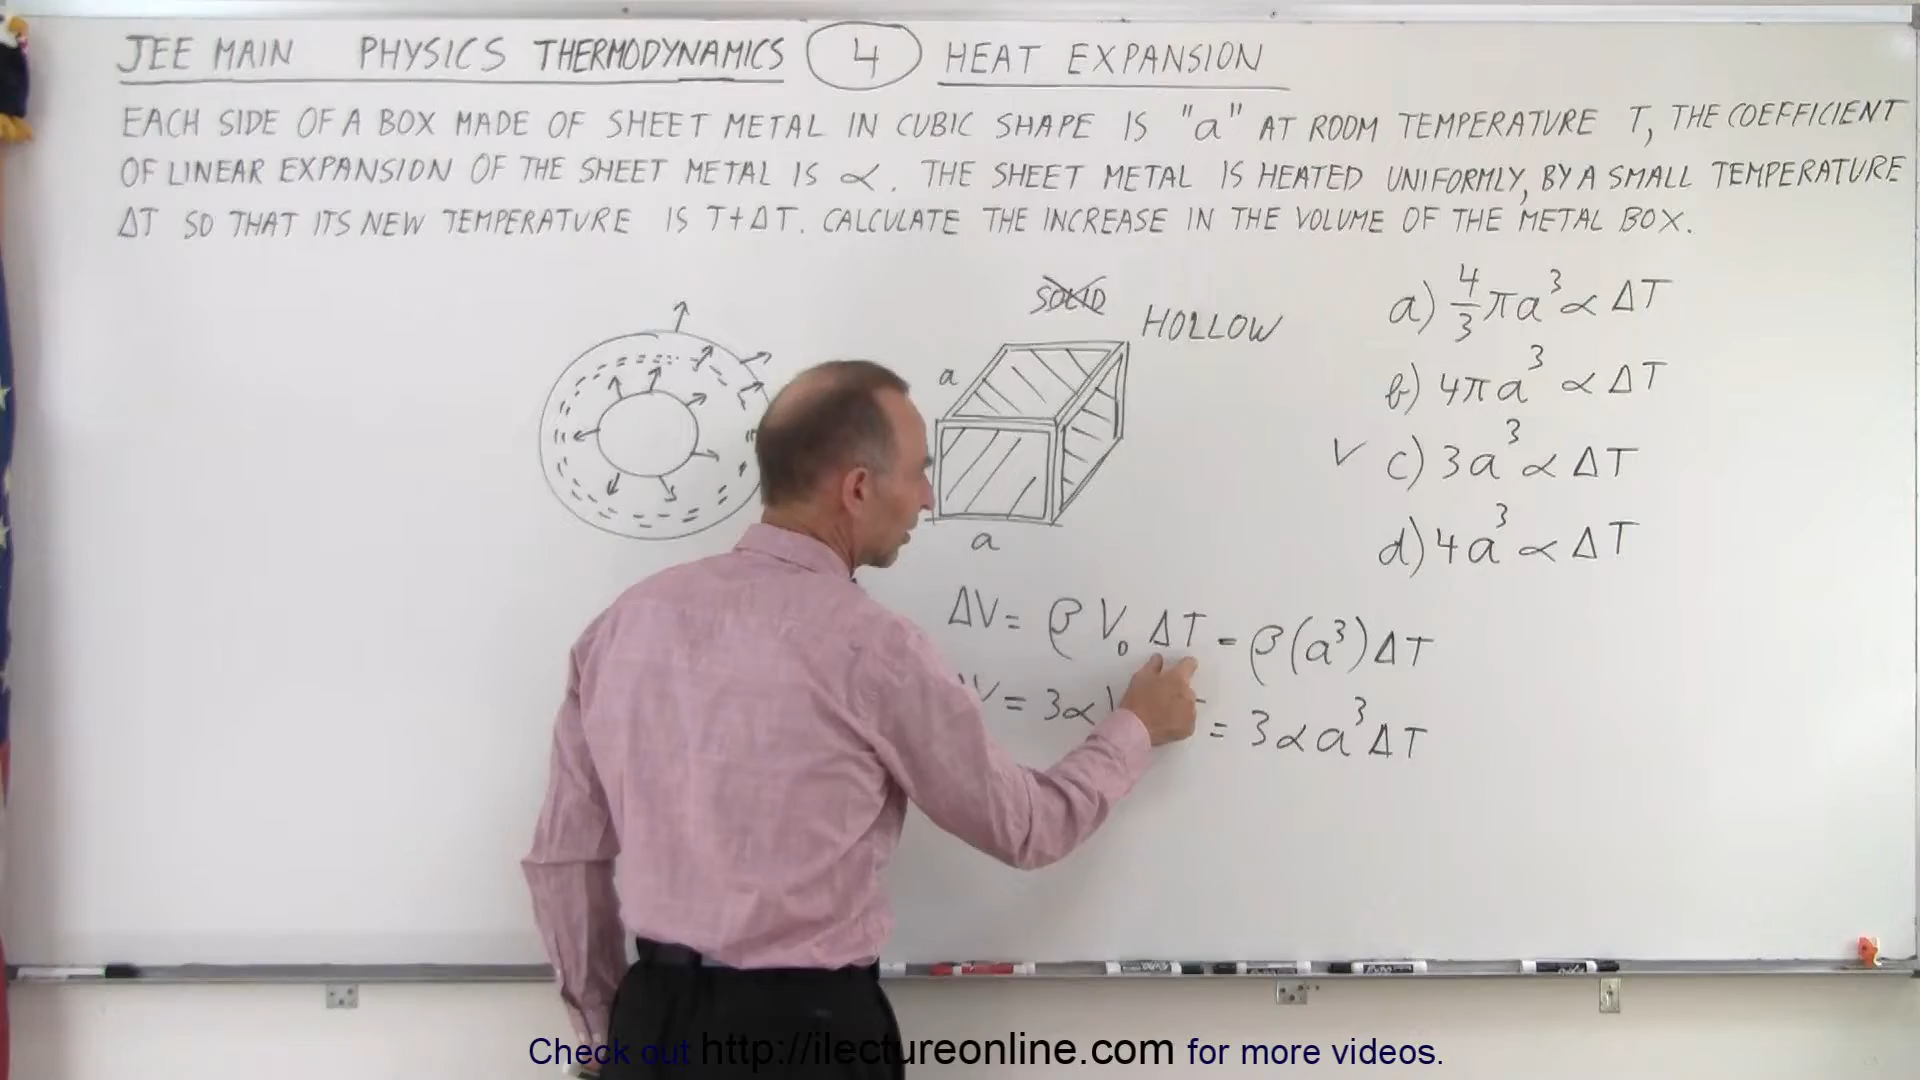 JEE MAIN PHYSICS THERMODYNAMICS 4 HEAT EXPANSION
EACH SIDE OF A BOX MADE OF SHEET METAL IN CUBIC SHAPE IS "a" AT ROOM TEMPERATURE T, THE COEFFICIENT
OF LINEAR EXPANSION OF THE SHEET METAL IS α. THE SHEET METAL IS HEATED UNIFORMLY, BY A SMALL TEMPERATURE
ΔT SO THAT ITS NEW TEMPERATURE IS T+ΔT. CALCULATE THE INCREASE IN THE VOLUME OF THE METAL BOX.
SOLID
HOLLOW
a
a
a) 4/3 πa³ α ΔT
b) 4πa³ α ΔT
√ c) 3a³ α ΔT
d) 4a³ α ΔT
ΔV = β V₀ ΔT = β(a³)ΔT
V = 3α = 3αa³ΔT
Check out http://ilectureonline.com for more videos.